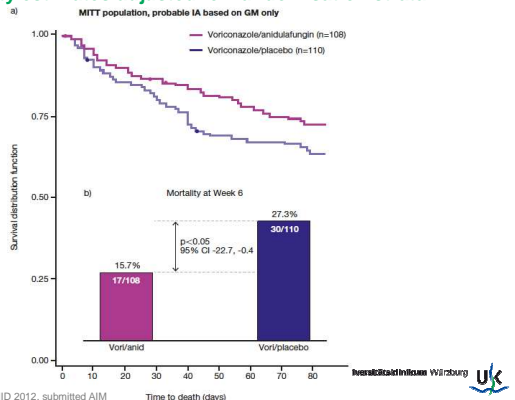 a)
MITT population, probable IA based on GM only
Voriconazole/anidulafungin (n=108)
Voriconazole/placebo (n=110)
Survival distribution function
1.00
0.75
0.50
0.25
0.00
b)
Mortality at Week 6
27.3%
30/110
p<0.05
95% CI -22.7, -0.4
15.7%
17/108
Vori/anid
Vori/placebo
0 10 20 30 40 50 60 70 80
Time to death (days)
ID 2012, submitted AIM
Würzburg
UK